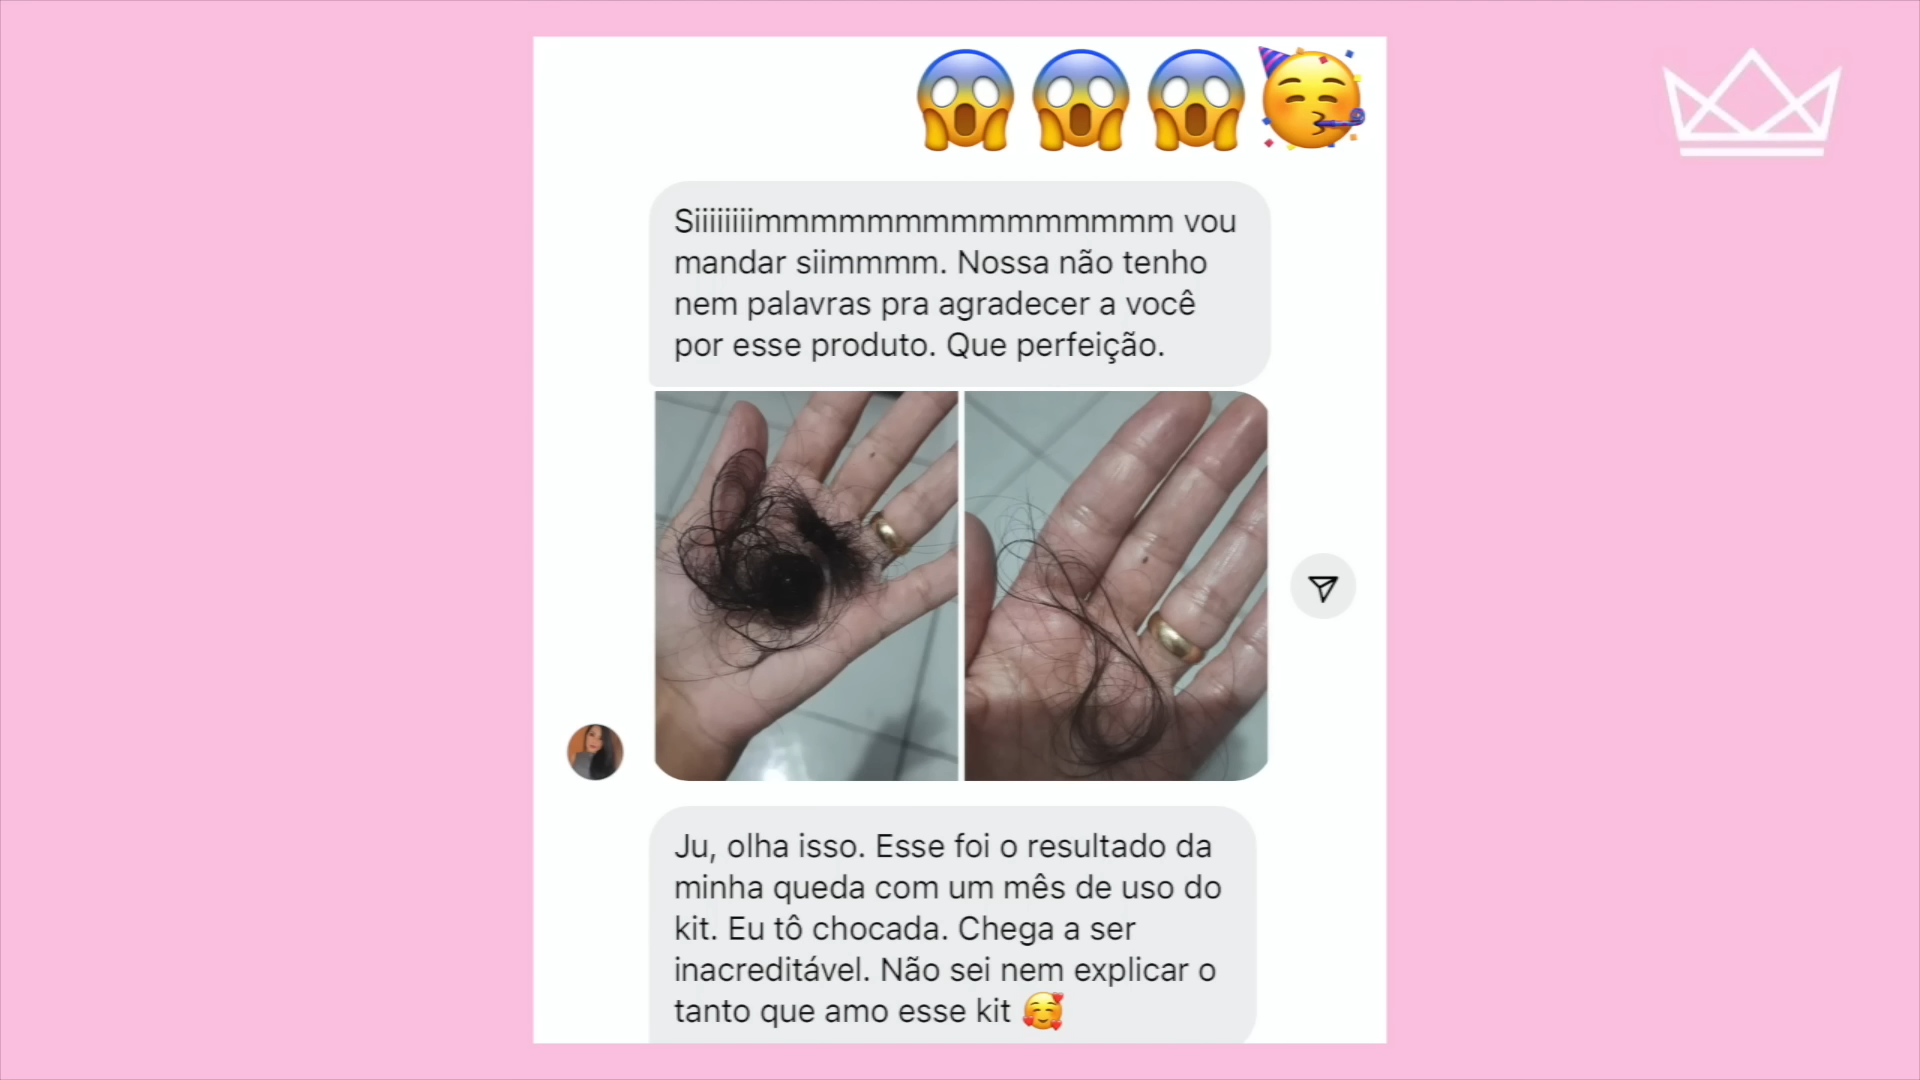 Siiiiiiiimmmmmmmmmmmmmmm vou
mandar siimmmm. Nossa não tenho
nem palavras pra agradecer a você
por esse produto. Que perfeição.
Ju, olha isso. Esse foi o resultado da
minha queda com um mês de uso do
kit. Eu tô chocada. Chega a ser
inacreditável. Não sei nem explicar o
tanto que amo esse kit 🥰